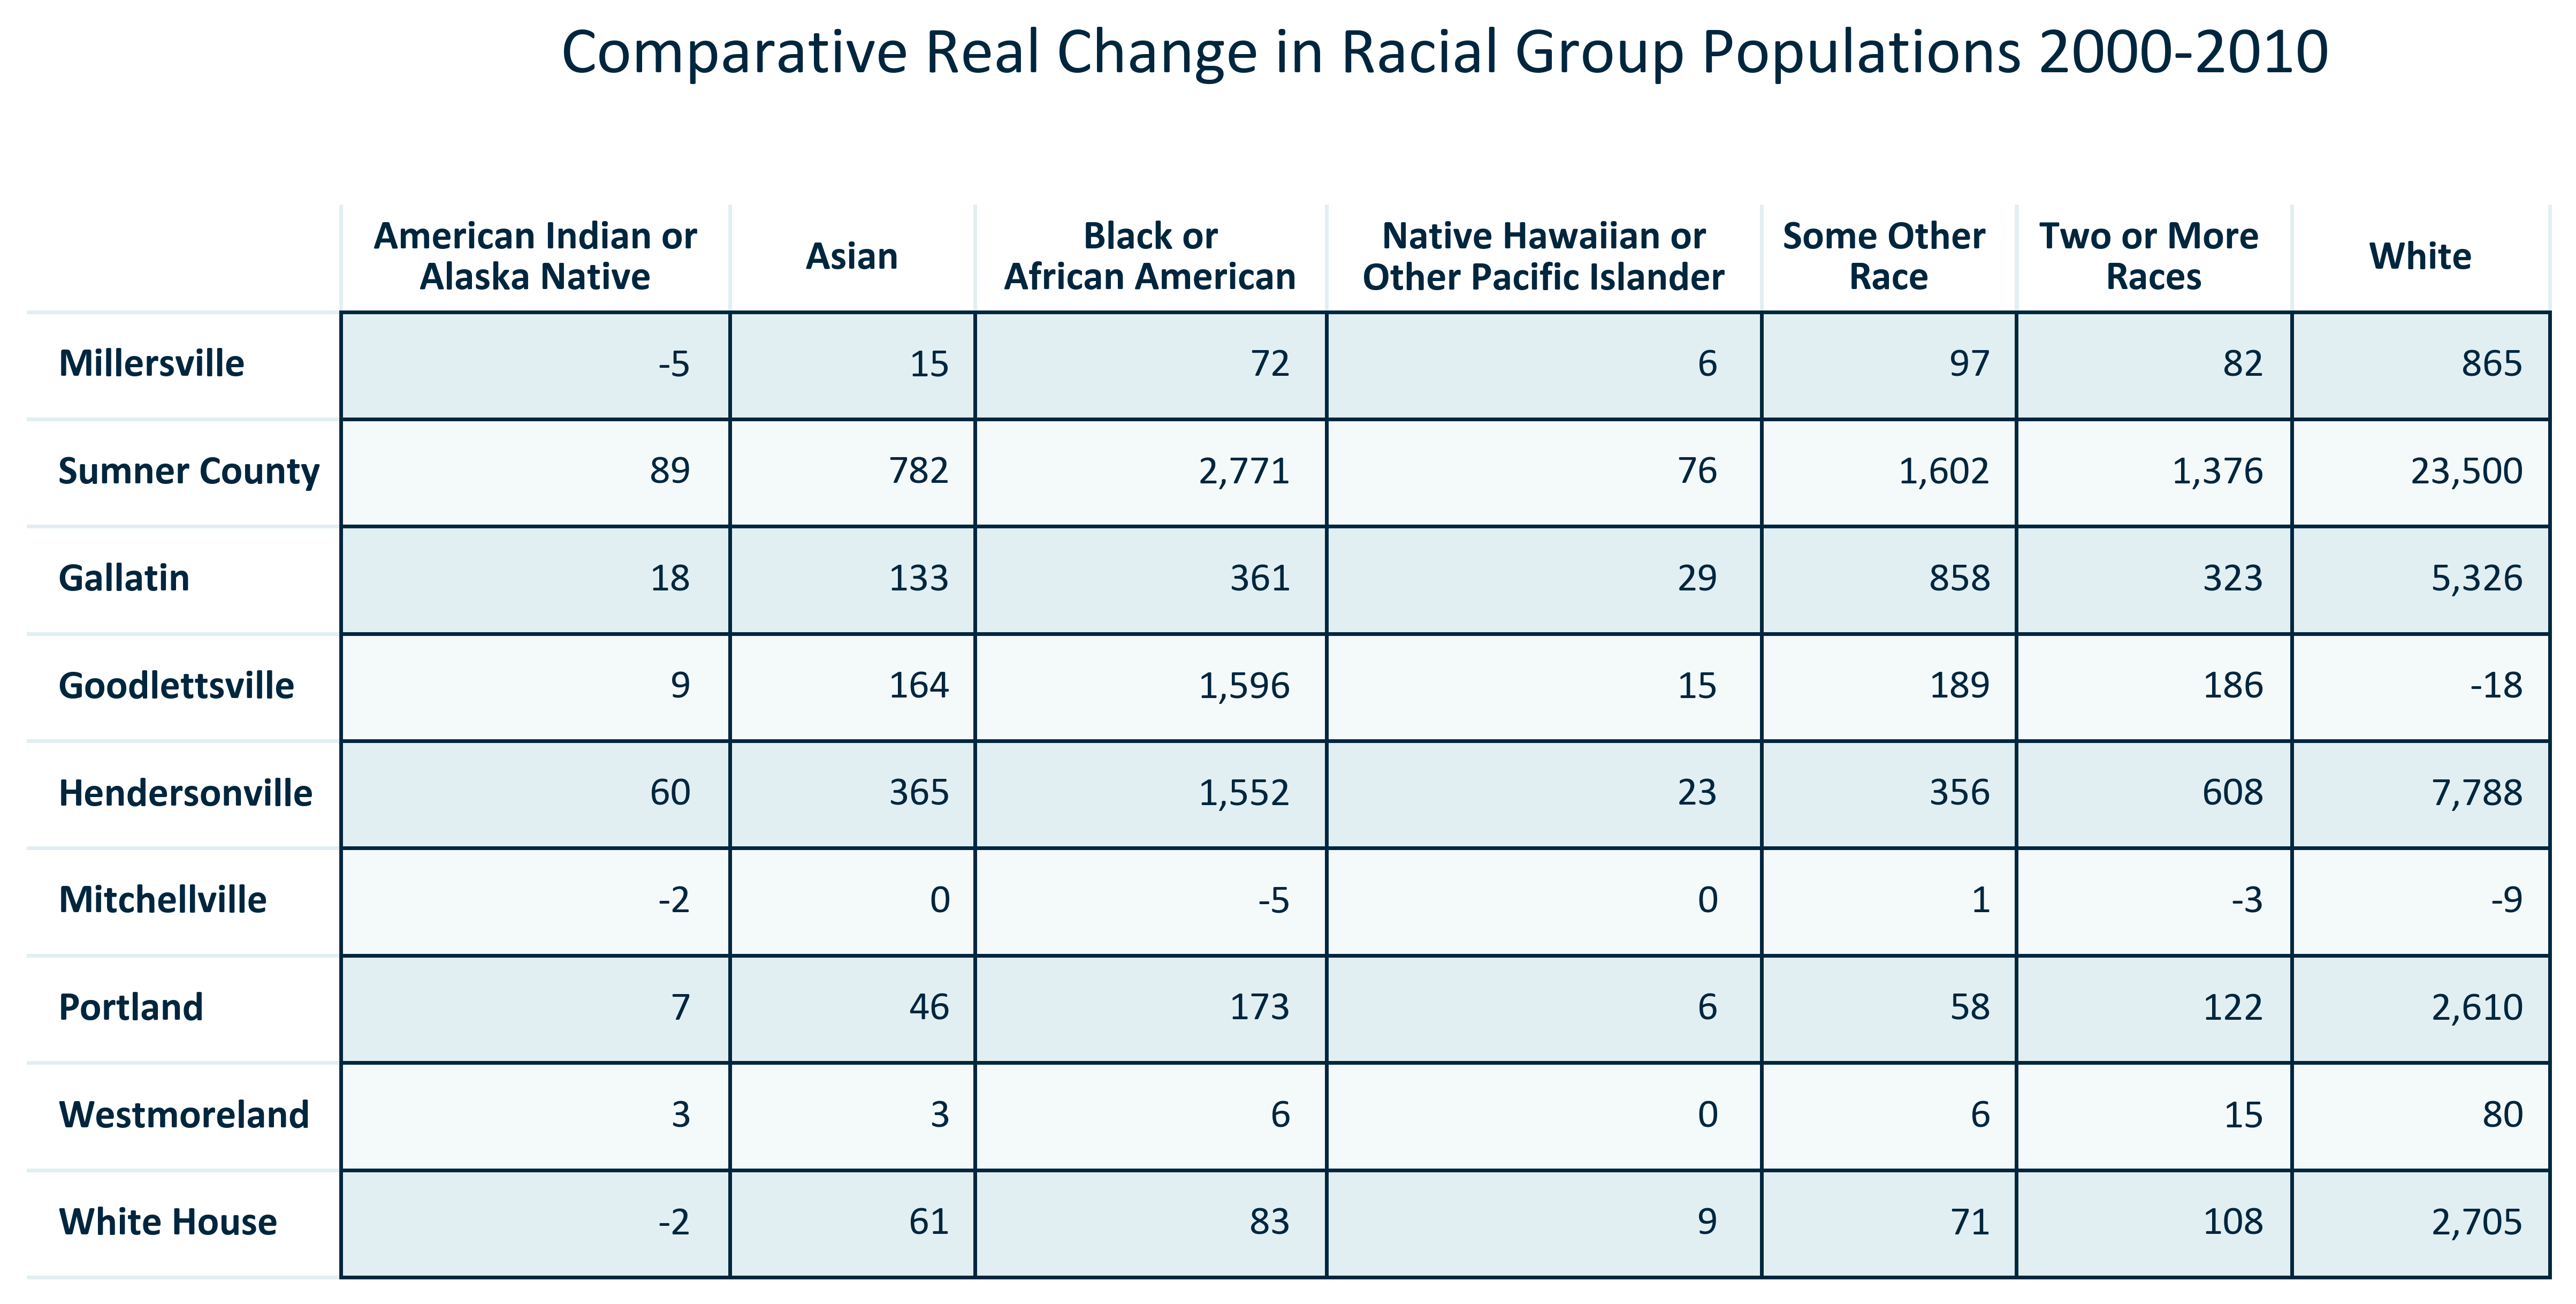 Comparative Real Change in Racial Group Populations 2000-2010
American Indian or
Alaska Native
Asian
Black or
African American
Native Hawaiian or
Other Pacific Islander
Some Other
Race
Two or More
Races
White
Millersville -5 15 72 6 97 82 865
Sumner County 89 782 2,771 76 1,602 1,376 23,500
Gallatin 18 133 361 29 858 323 5,326
Goodlettsville 9 164 1,596 15 189 186 -18
Hendersonville 60 365 1,552 23 356 608 7,788
Mitchellville -2 0 -5 0 1 -3 -9
Portland 7 46 173 6 58 122 2,610
Westmoreland 3 3 6 0 6 15 80
White House -2 61 83 9 71 108 2,705